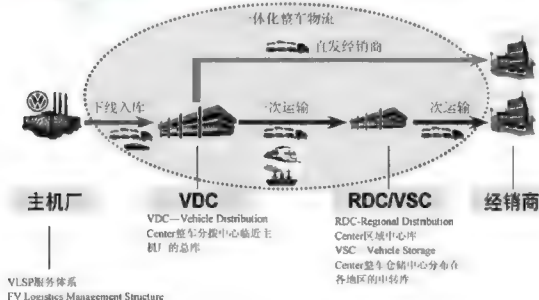 一体化整车物流
直发经销商
下线入库
一次运输
次运输
主机厂
VDC
RDC/VSC
经销商
VDC—Vehicle Distribution
Center整车分拨中心临近主
机厂的总库
RDC-Regional Distribution
Center区域中心库
VSC Vehicle Storage
Center整车仓储中心分布在
各地区的中转库
VLSP服务体系
FV Logistics Management Structure